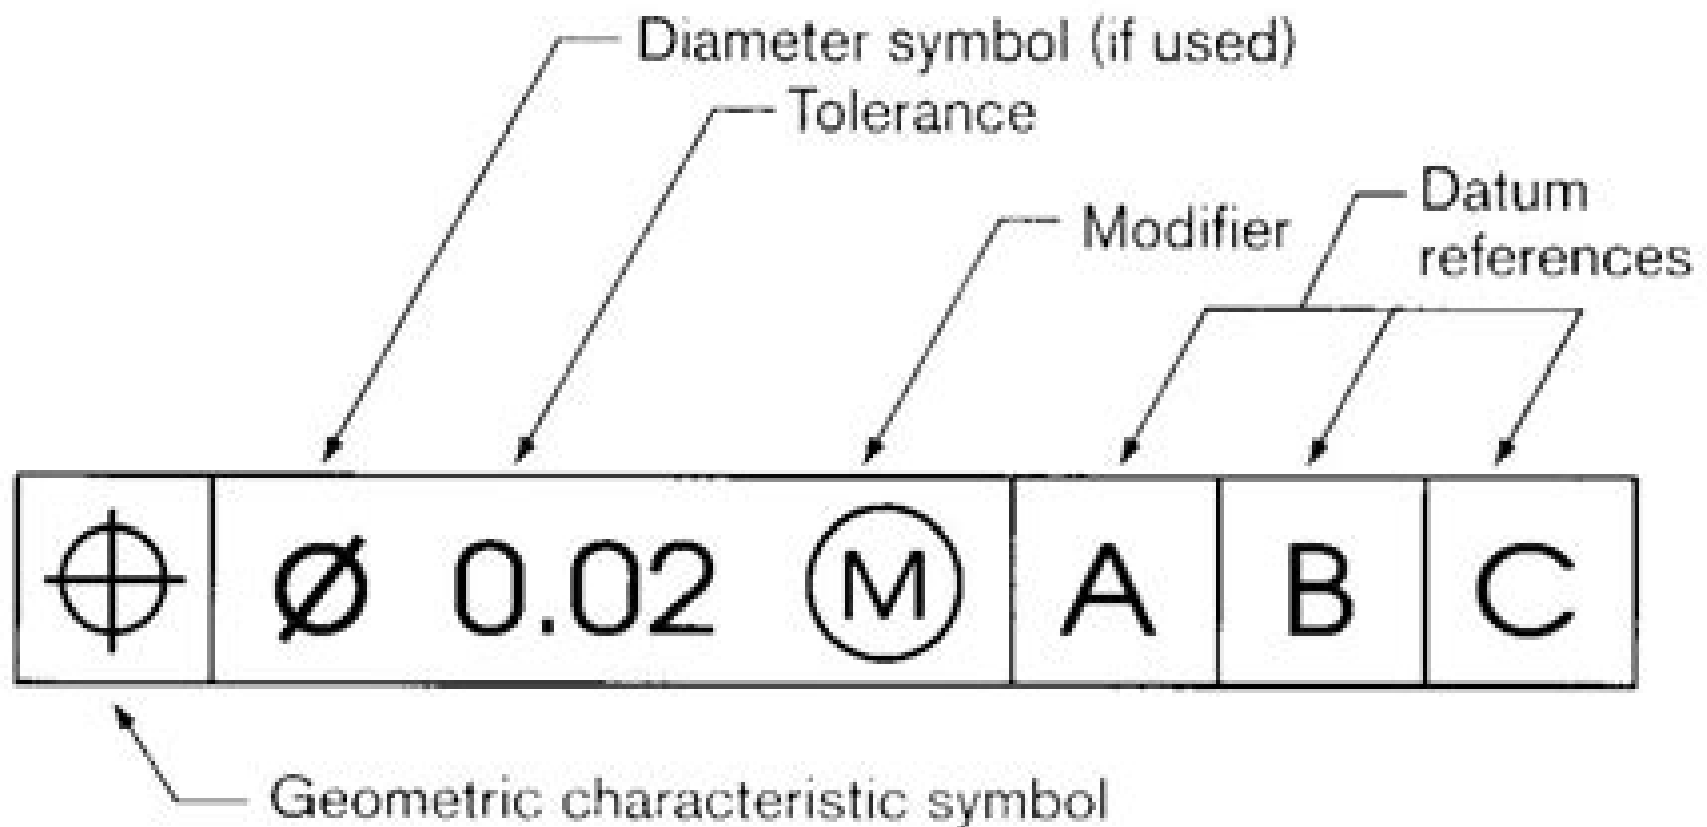 Diameter symbol (if used)
Tolerance
Datum
references
Modifier
Ø 0.02 Ⓜ A B C
Geometric characteristic symbol